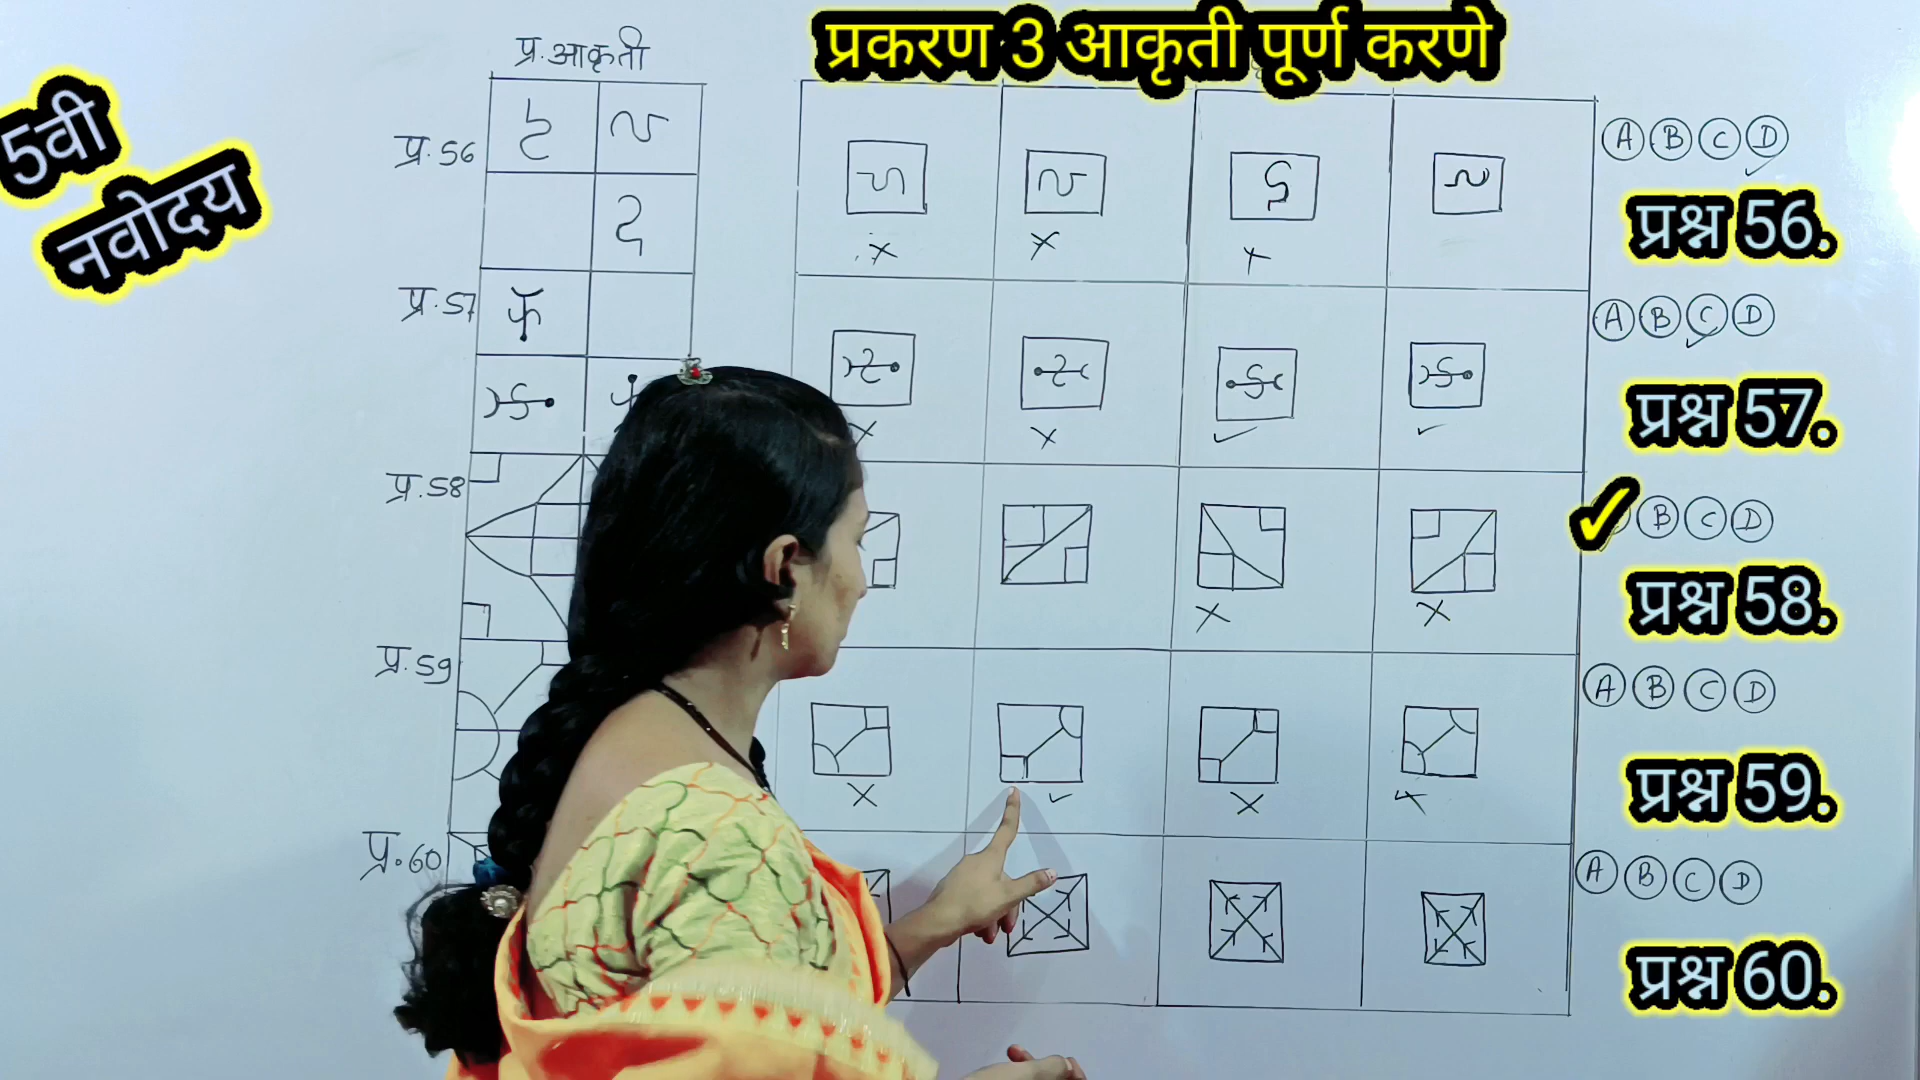 प्रकरण 3 आकृती पूर्ण करणे
5वी
नवोदय
प्र. आकृती
प्र. 56
A B C D
प्रश्न 56.
प्र. 57
A B C D
प्रश्न 57.
प्र. 58
✓ B C D
प्रश्न 58.
प्र. 59
A B C D
प्रश्न 59.
प्र. 60
A B C D
प्रश्न 60.